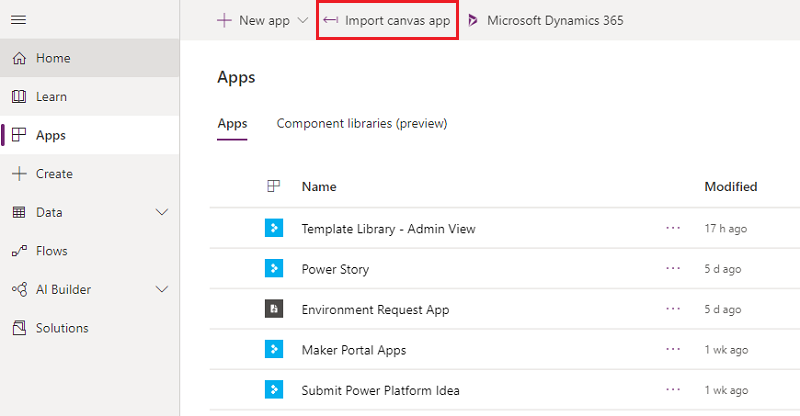 New app
Import canvas app
Microsoft Dynamics 365
Home
Learn
Apps
Create
Data
Flows
AI Builder
Solutions
Apps
Apps
Component libraries (preview)
Name
Modified
Template Library - Admin View
17 h ago
Power Story
5 d ago
Environment Request App
5 d ago
Maker Portal Apps
1 wk ago
Submit Power Platform Idea
1 wk ago